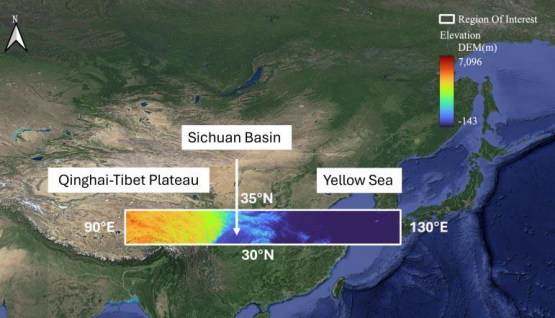 N
Region Of Interest
Elevation
DEM(m)
7,096
-143
Sichuan Basin
Qinghai-Tibet Plateau
Yellow Sea
35°N
90°E
130°E
30°N